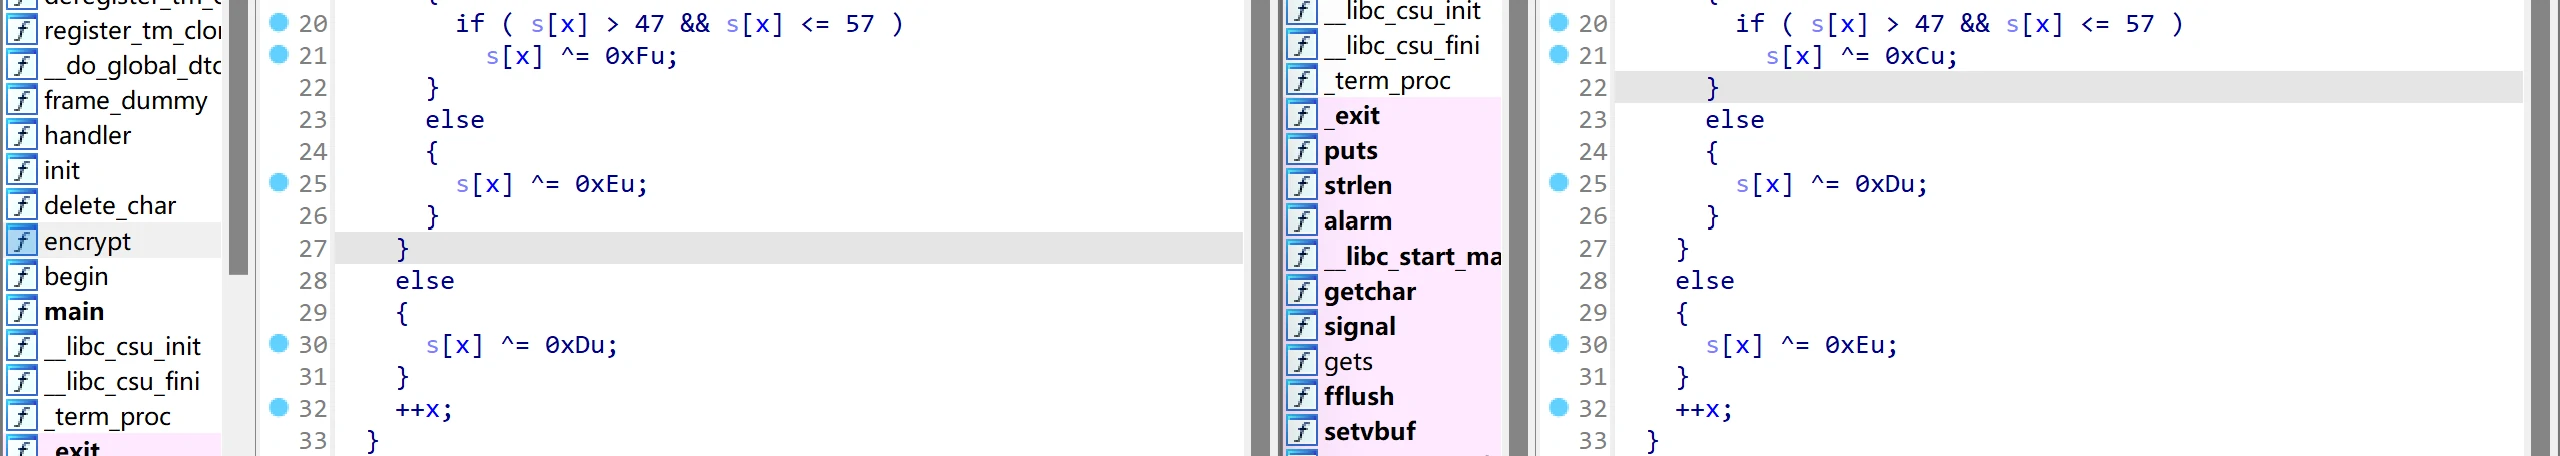 register_tm_clo
__do_global_dtc
frame_dummy
handler
init
delete_char
encrypt
begin
main
__libc_csu_init
__libc_csu_fini
_term_proc
exit
20 if ( s[x] > 47 && s[x] <= 57 )
21 s[x] ^= 0xFu;
22 }
23 else
24 {
25 s[x] ^= 0xEu;
26 }
27 }
28 else
29 {
30 s[x] ^= 0xDu;
31 }
32 ++x;
33 }
__libc_csu_init
__libc_csu_fini
_term_proc
_exit
puts
strlen
alarm
__libc_start_ma
getchar
signal
gets
fflush
setvbuf
20 if ( s[x] > 47 && s[x] <= 57 )
21 s[x] ^= 0xCu;
22 }
23 else
24 {
25 s[x] ^= 0xDu;
26 }
27 }
28 else
29 {
30 s[x] ^= 0xEu;
31 }
32 ++x;
33 }